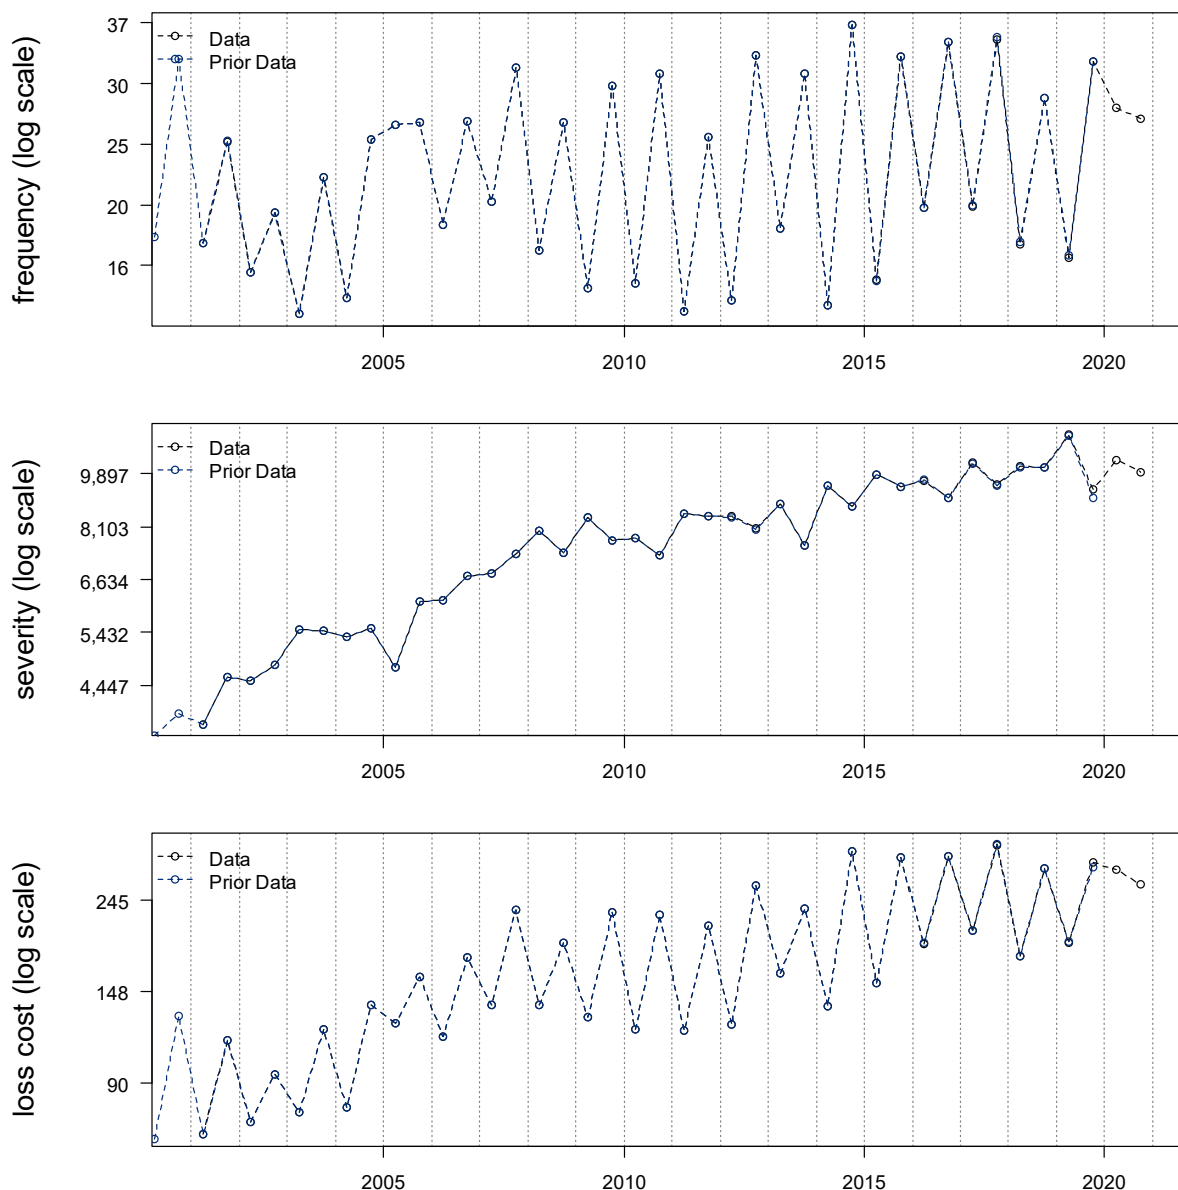 frequency (log scale)
37
30
25
20
16
Data
Prior Data
2005
2010
2015
2020
severity (log scale)
9,897
8,103
6,634
5,432
4,447
Data
Prior Data
2005
2010
2015
2020
loss cost (log scale)
245
148
90
Data
Prior Data
2005
2010
2015
2020